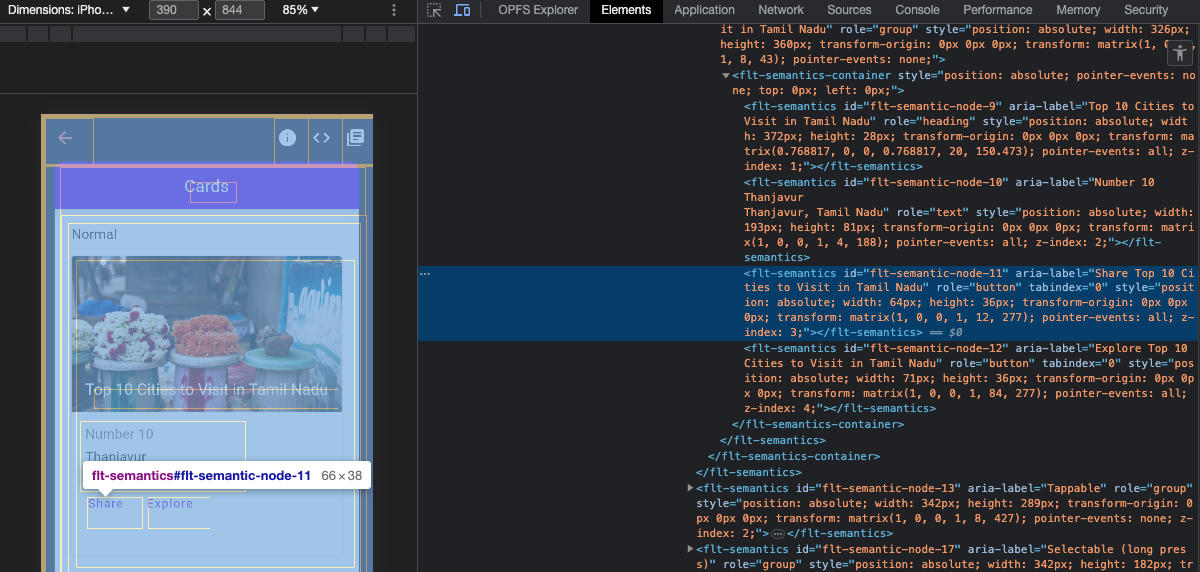 Dimensions: iPho... ▼ 390 × 844 85% ▼
OPFS Explorer Elements Application Network Sources Console Performance Memory Security
Cards
Normal
Top 10 Cities to Visit in Tamil Nadu
Number 10
Thanjavur
flt-semantics#flt-semantic-node-11 66 × 38
Share Explore
it in Tamil Nadu" role="group" style="position: absolute; width: 326px;
height: 360px; transform-origin: 0px 0px 0px; transform: matrix(1, 0,
1, 8, 43); pointer-events: none;">
▼<flt-semantics-container style="position: absolute; pointer-events: no
ne; top: 0px; left: 0px;">
<flt-semantics id="flt-semantic-node-9" aria-label="Top 10 Cities to
Visit in Tamil Nadu" role="heading" style="position: absolute; widt
h: 372px; height: 28px; transform-origin: 0px 0px 0px; transform: ma
trix(0.768817, 0, 0, 0.768817, 20, 150.473); pointer-events: all; z-
index: 1;"></flt-semantics>
<flt-semantics id="flt-semantic-node-10" aria-label="Number 10
Thanjavur
Thanjavur, Tamil Nadu" role="text" style="position: absolute; width:
193px; height: 81px; transform-origin: 0px 0px 0px; transform: matri
x(1, 0, 0, 1, 4, 188); pointer-events: all; z-index: 2;"></flt-
semantics>
... <flt-semantics id="flt-semantic-node-11" aria-label="Share Top 10 Ci
ties to Visit in Tamil Nadu" role="button" tabindex="0" style="posit
ion: absolute; width: 64px; height: 36px; transform-origin: 0px 0px
0px; transform: matrix(1, 0, 0, 1, 12, 277); pointer-events: all; z-
index: 3;"></flt-semantics> == $0
<flt-semantics id="flt-semantic-node-12" aria-label="Explore Top 10
Cities to Visit in Tamil Nadu" role="button" tabindex="0" style="pos
ition: absolute; width: 71px; height: 36px; transform-origin: 0px 0p
x 0px; transform: matrix(1, 0, 0, 1, 84, 277); pointer-events: all;
z-index: 4;"></flt-semantics>
</flt-semantics-container>
</flt-semantics>
</flt-semantics-container>
</flt-semantics>
▶<flt-semantics id="flt-semantic-node-13" aria-label="Tappable" role="group"
style="position: absolute; width: 342px; height: 289px; transform-origin: 0
px 0px 0px; transform: matrix(1, 0, 0, 1, 8, 427); pointer-events: none; z-
index: 2;">…</flt-semantics>
▶<flt-semantics id="flt-semantic-node-17" aria-label="Selectable (long pres
s)" role="group" style="position: absolute; width: 342px; height: 182px; tr